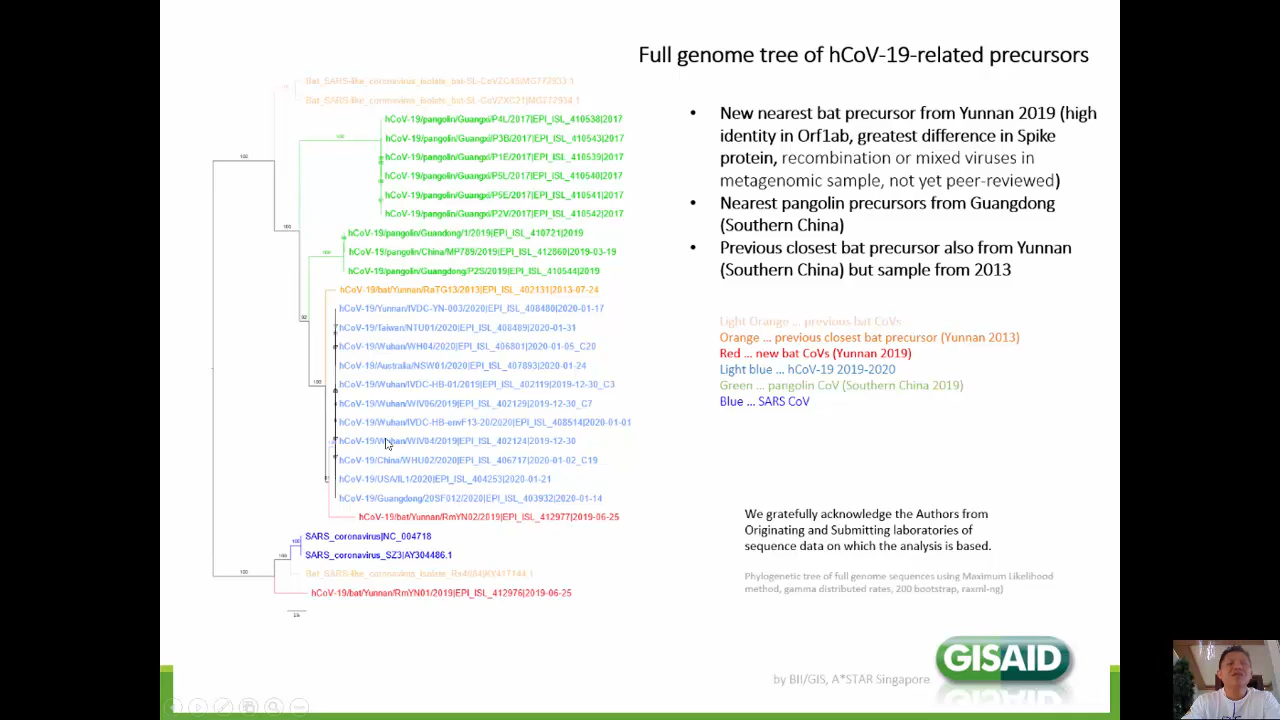 Full genome tree of hCoV-19-related precursors
Bat_SARS-like_coronavirus_isolate_bat-SL-CoVZC45|MG772933.1
Bat_SARS-like_coronavirus_isolate_bat-SL-CoVZXC21|MG772934.1
hCoV-19/pangolin/Guangxi/P4L/2017|EPI_ISL_410538|2017
hCoV-19/pangolin/Guangxi/P3B/2017|EPI_ISL_410543|2017
hCoV-19/pangolin/Guangxi/P1E/2017|EPI_ISL_410539|2017
hCoV-19/pangolin/Guangxi/P5L/2017|EPI_ISL_410540|2017
hCoV-19/pangolin/Guangxi/P5E/2017|EPI_ISL_410541|2017
hCoV-19/pangolin/Guangxi/P2V/2017|EPI_ISL_410542|2017
hCoV-19/pangolin/Guandong/1/2019|EPI_ISL_410721|2019
hCoV-19/pangolin/China/MP789/2019|EPI_ISL_412860|2019-03-19
hCoV-19/pangolin/Guangdong/P2S/2019|EPI_ISL_410544|2019
hCoV-19/bat/Yunnan/RaTG13/2013|EPI_ISL_402131|2013-07-24
hCoV-19/Yunnan/IVDC-YN-003/2020|EPI_ISL_408480|2020-01-17
hCoV-19/Taiwan/NTU01/2020|EPI_ISL_408489|2020-01-31
hCoV-19/Wuhan/WH04/2020|EPI_ISL_406801|2020-01-05_C20
hCoV-19/Australia/NSW01/2020|EPI_ISL_407893|2020-01-24
hCoV-19/Wuhan/IVDC-HB-01/2019|EPI_ISL_402119|2019-12-30_C3
hCoV-19/Wuhan/WIV06/2019|EPI_ISL_402129|2019-12-30_C7
hCoV-19/Wuhan/IVDC-HB-envF13-20/2020|EPI_ISL_408514|2020-01-01
hCoV-19/Wuhan/WIV04/2019|EPI_ISL_402124|2019-12-30
hCoV-19/China/WHU02/2020|EPI_ISL_406717|2020-01-02_C19
hCoV-19/USA/IL1/2020|EPI_ISL_404253|2020-01-21
hCoV-19/Guangdong/20SF012/2020|EPI_ISL_403932|2020-01-14
hCoV-19/bat/Yunnan/RmYN02/2019|EPI_ISL_412977|2019-06-25
SARS_coronavirus|NC_004718
SARS_coronavirus_SZ3|AY304486.1
Bat_SARS-like_coronavirus_isolate_Rs4084|KY417144.1
hCoV-19/bat/Yunnan/RmYN01/2019|EPI_ISL_412976|2019-06-25
100
100
100
100
92
100
100
100
100
• New nearest bat precursor from Yunnan 2019 (high
identity in Orf1ab, greatest difference in Spike
protein, recombination or mixed viruses in
metagenomic sample, not yet peer-reviewed)
• Nearest pangolin precursors from Guangdong
(Southern China)
• Previous closest bat precursor also from Yunnan
(Southern China) but sample from 2013
Light Orange ... previous bat CoVs
Orange ... previous closest bat precursor (Yunnan 2013)
Red ... new bat CoVs (Yunnan 2019)
Light blue ... hCoV-19 2019-2020
Green ... pangolin CoV (Southern China 2019)
Blue ... SARS CoV
We gratefully acknowledge the Authors from
Originating and Submitting laboratories of
sequence data on which the analysis is based.
Phylogenetic tree of full genome sequences using Maximum Likelihood
method, gamma distributed rates, 200 bootstrap, raxml-ng)
GISAID
by BII/GIS, A*STAR Singapore